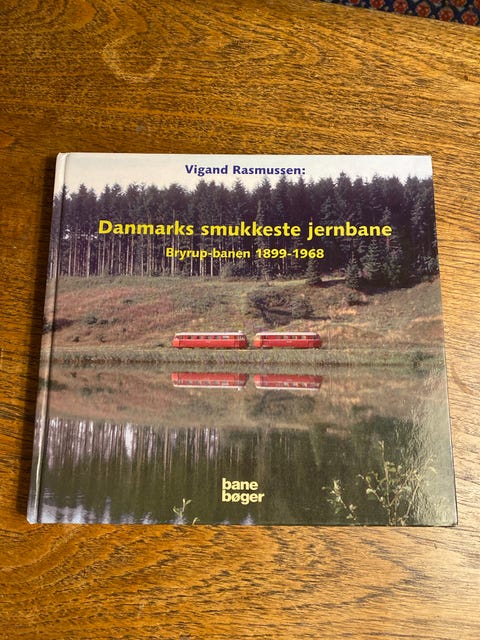 Vigand Rasmussen:
Danmarks smukkeste jernbane
Bryrup-banen 1899-1968
bane
bøger